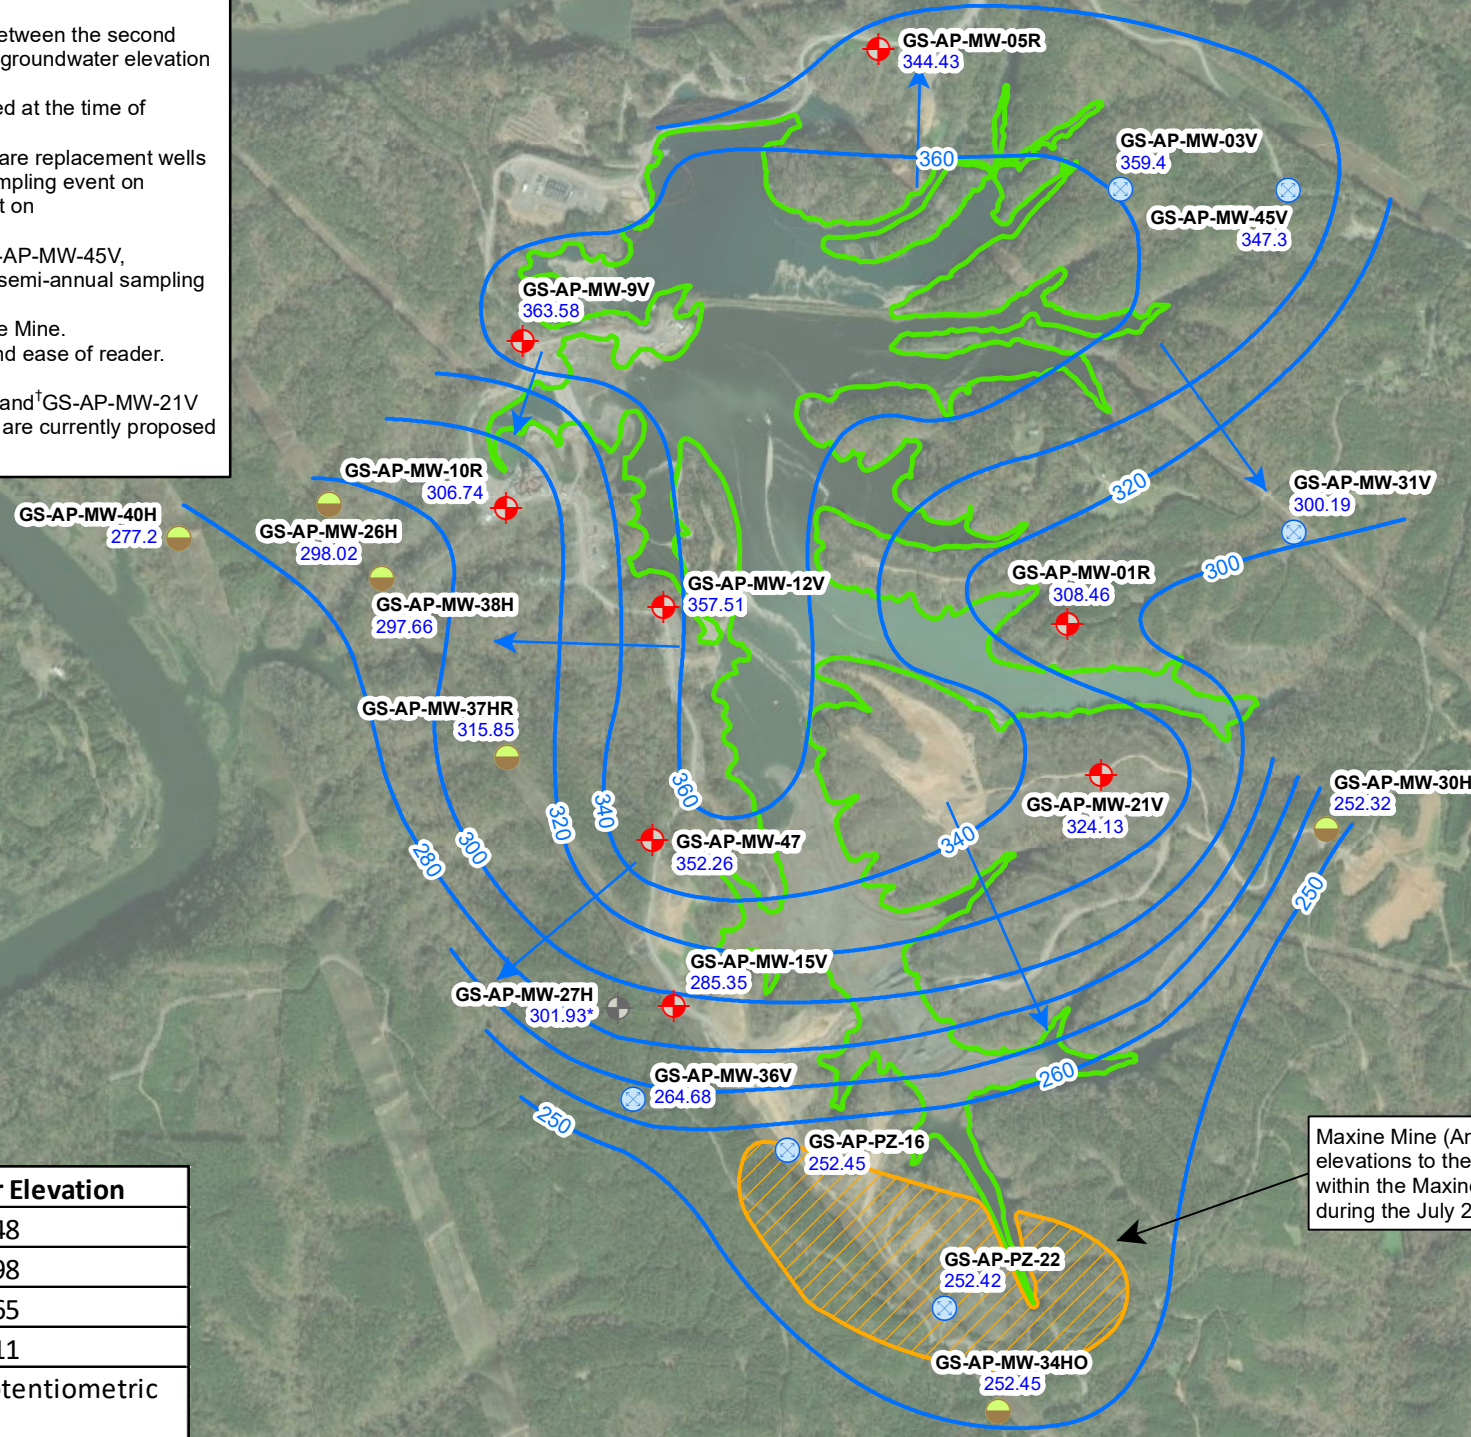 etween the second
groundwater elevation
ed at the time of
are replacement wells
mpling event on
t on
-AP-MW-45V,
semi-annual sampling
e Mine.
nd ease of reader.
and†GS-AP-MW-21V
are currently proposed
GS-AP-MW-05R
344.43
360
GS-AP-MW-03V
359.4
GS-AP-MW-45V
347.3
GS-AP-MW-9V
363.58
GS-AP-MW-10R
306.74
GS-AP-MW-40H
277.2
GS-AP-MW-26H
298.02
GS-AP-MW-38H
297.66
320
GS-AP-MW-31V
300.19
300
GS-AP-MW-12V
357.51
GS-AP-MW-01R
308.46
GS-AP-MW-37HR
315.85
360
340
320
300
280
GS-AP-MW-21V
324.13
GS-AP-MW-30H
252.32
GS-AP-MW-47
352.26
340
250
GS-AP-MW-15V
285.35
GS-AP-MW-27H
301.93*
GS-AP-MW-36V
264.68
260
250
GS-AP-PZ-16
252.45
GS-AP-PZ-22
252.42
GS-AP-MW-34HO
252.45
Maxine Mine (Ar
elevations to the
within the Maxine
during the July 2
r Elevation
48
98
65
11
otentiometric